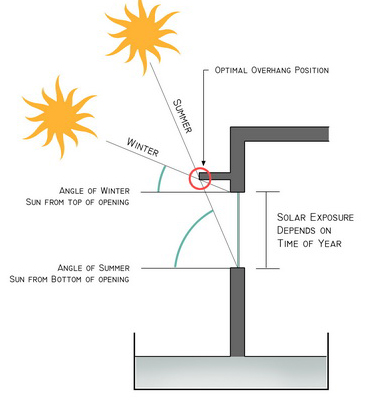 Optimal Overhang Position
Summer
Winter
Angle of Winter
Sun from top of opening
Solar Exposure
Depends on
Time of Year
Angle of Summer
Sun from Bottom of opening